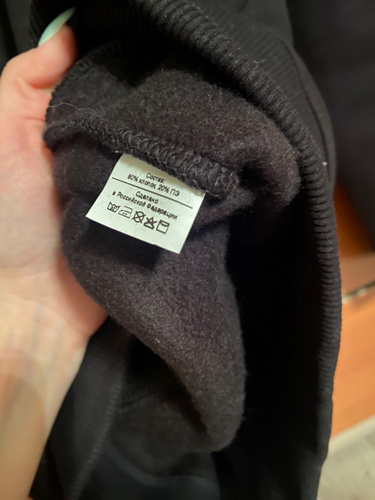 Состав:
80% хлопок, 20% ПЭ
Сделано
в Российской Федерации